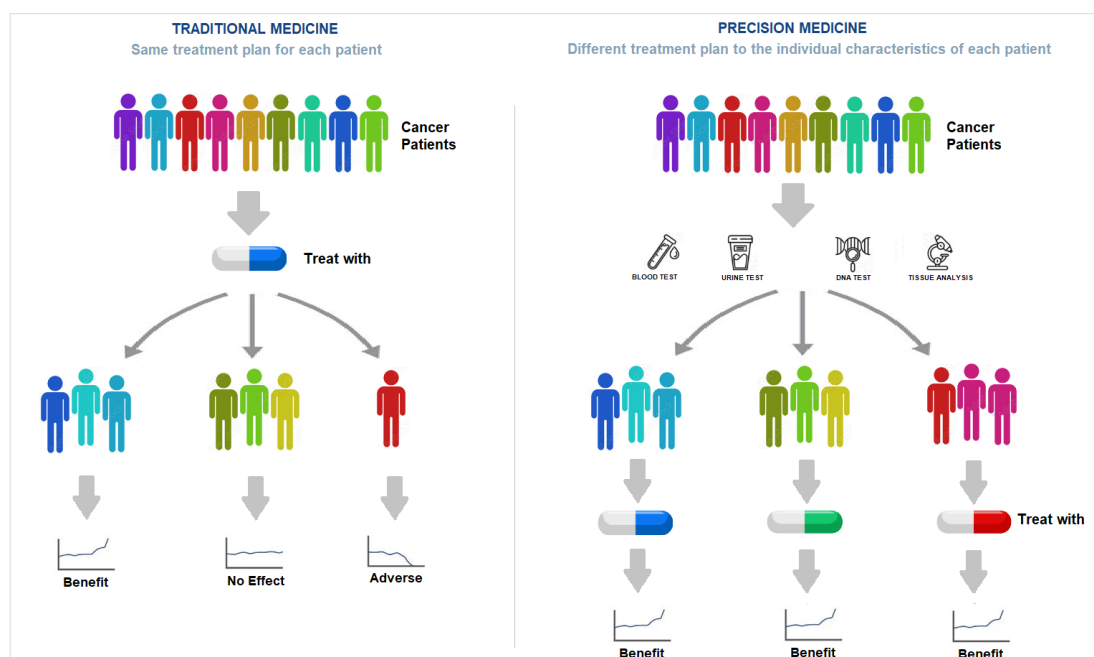 TRADITIONAL MEDICINE
Same treatment plan for each patient
Cancer
Patients
Treat with
Benefit
No Effect
Adverse
PRECISION MEDICINE
Different treatment plan to the individual characteristics of each patient
Cancer
Patients
BLOOD TEST
URINE TEST
DNA TEST
TISSUE ANALYSIS
Treat with
Benefit
Benefit
Benefit